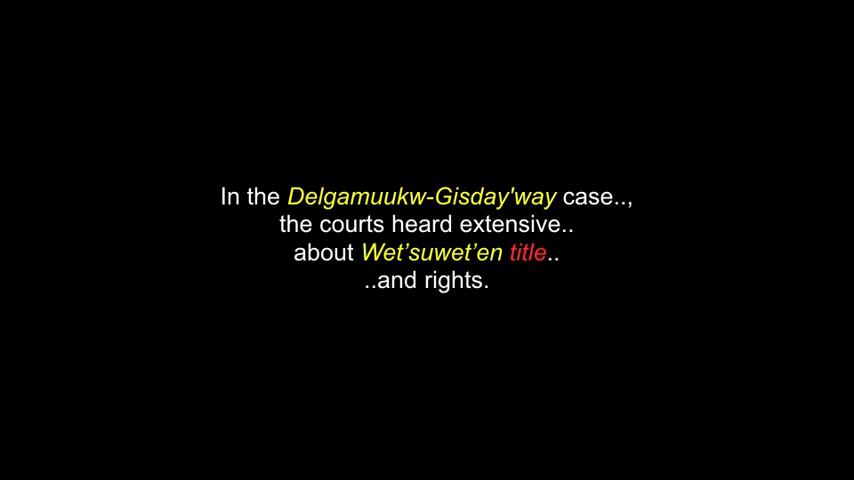 In the Delgamuukw-Gisday'way case..,
the courts heard extensive..
about Wet’suwet’en title..
..and rights.